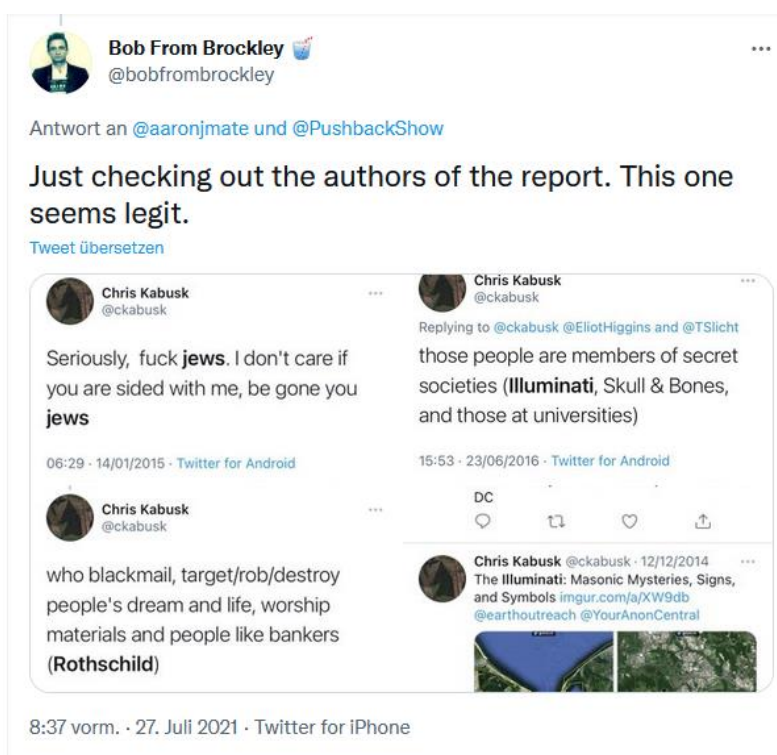 Bob From Brockley
@bobfrombrockley
Antwort an @aaronjmate und @PushbackShow
Just checking out the authors of the report. This one
seems legit.
Tweet übersetzen
Chris Kabusk
@ckabusk
Seriously, fuck jews. I don't care if
you are sided with me, be gone you
jews
06:29 · 14/01/2015 · Twitter for Android
Chris Kabusk
@ckabusk
Replying to @ckabusk @EliotHiggins and @TSlicht
those people are members of secret
societies (Illuminati, Skull & Bones,
and those at universities)
15:53 · 23/06/2016 · Twitter for Android
Chris Kabusk
@ckabusk
who blackmail, target/rob/destroy
people's dream and life, worship
materials and people like bankers
(Rothschild)
DC
Chris Kabusk @ckabusk · 12/12/2014
The Illuminati: Masonic Mysteries, Signs,
and Symbols imgur.com/a/XW9db
@earthoutreach @YourAnonCentral
8:37 vorm. · 27. Juli 2021 · Twitter for iPhone